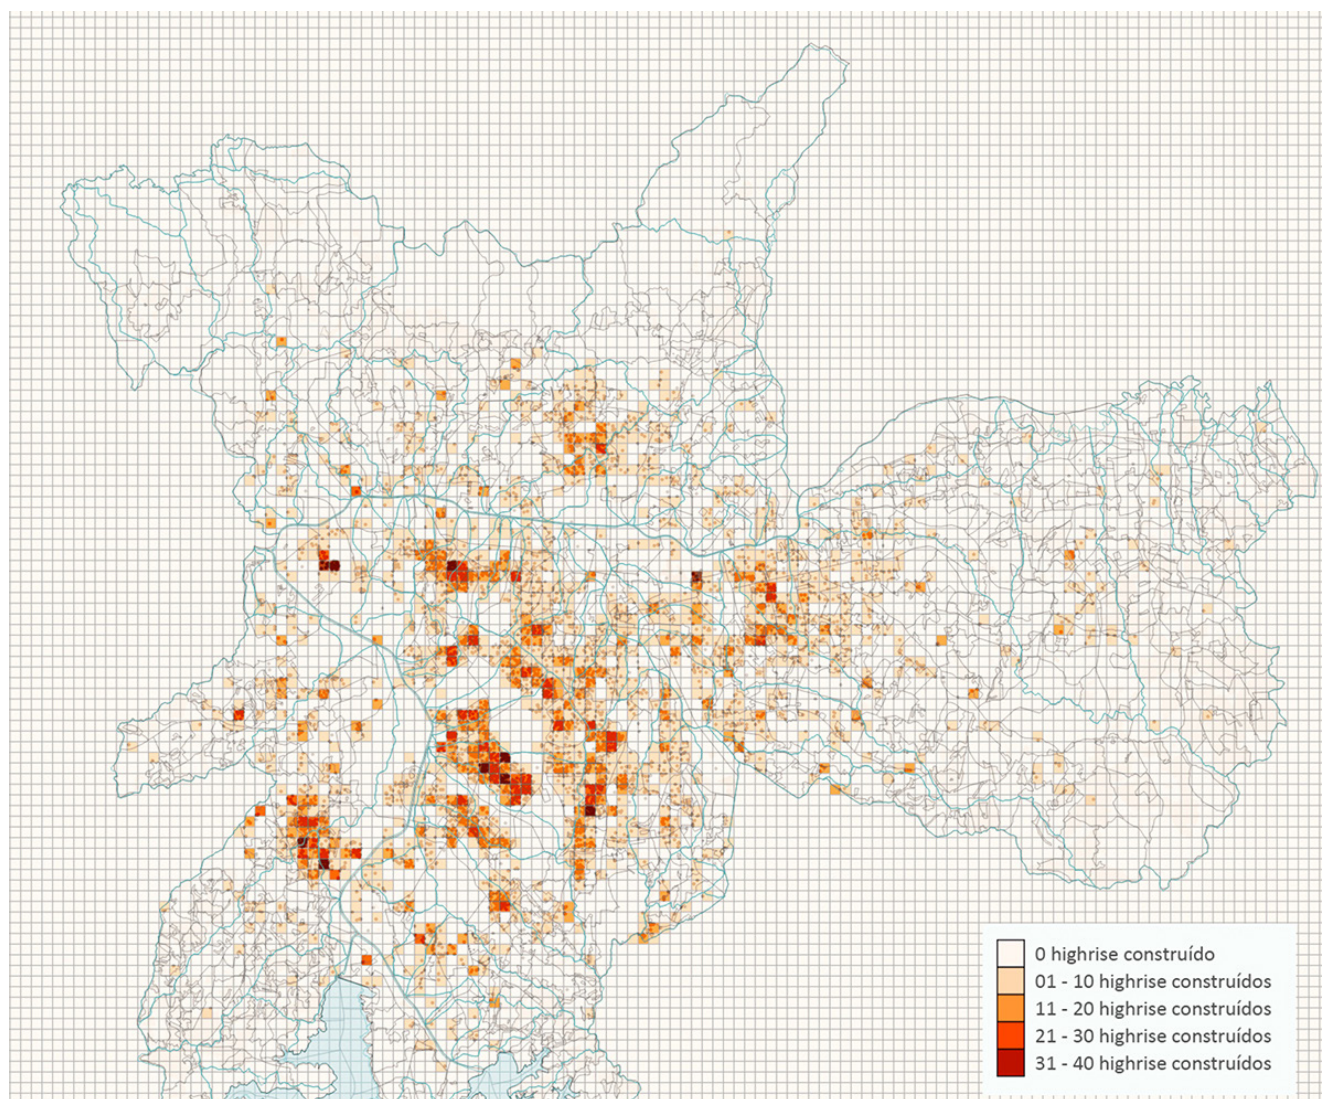 0 highrise construído
01 - 10 highrise construídos
11 - 20 highrise construídos
21 - 30 highrise construídos
31 - 40 highrise construídos